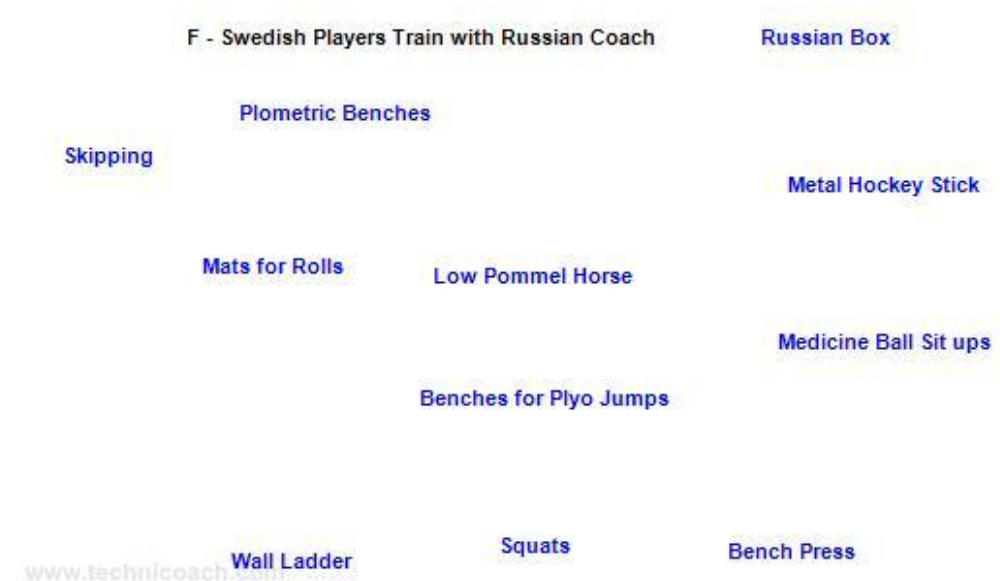 F - Swedish Players Train with Russian Coach
Russian Box
Plometric Benches
Skipping
Metal Hockey Stick
Mats for Rolls
Low Pommel Horse
Medicine Ball Sit ups
Benches for Plyo Jumps
Squats
Bench Press
Wall Ladder
www.technicoach.com